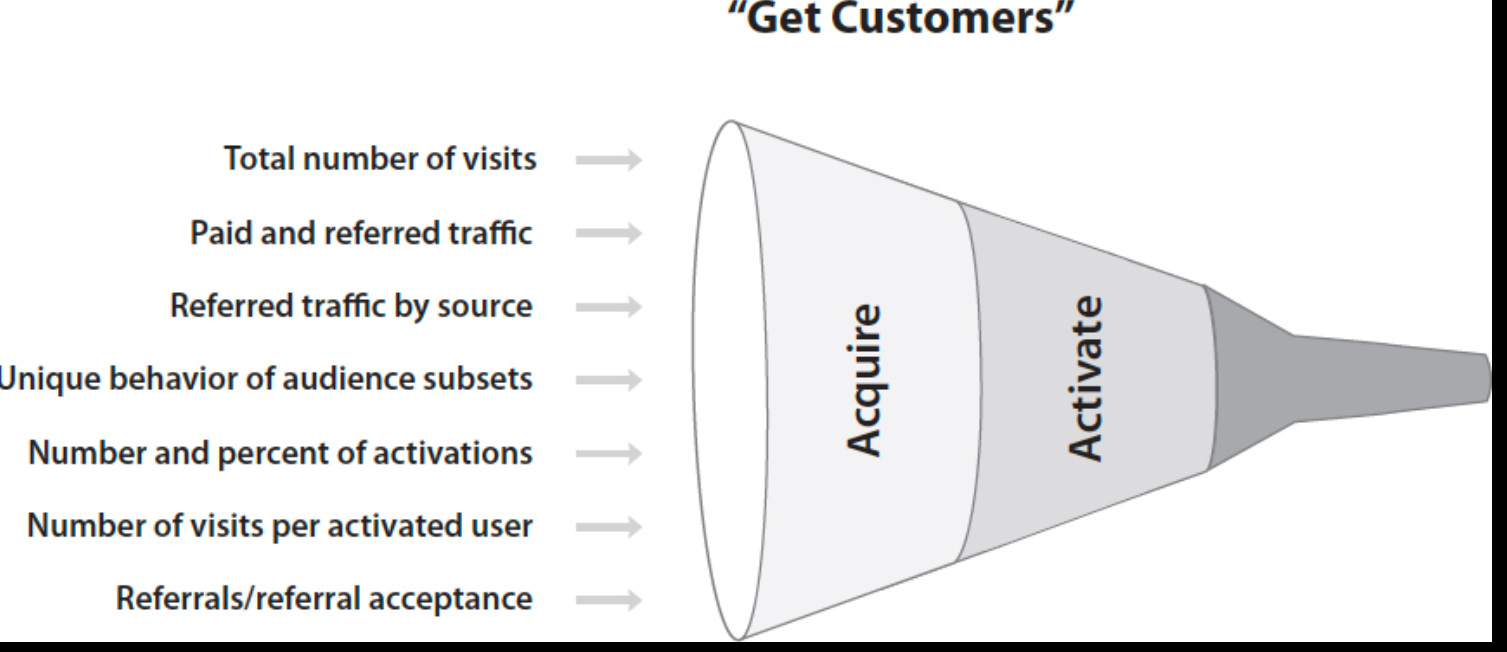 “Get Customers”
Total number of visits
Paid and referred traffic
Referred traffic by source
Unique behavior of audience subsets
Number and percent of activations
Number of visits per activated user
Referrals/referral acceptance
Acquire
Activate